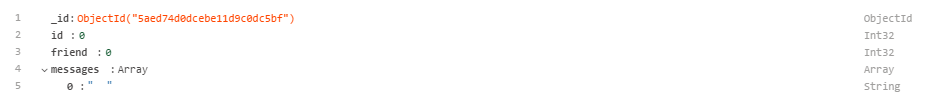 1 _id: ObjectId("5aed74d0dcebe11d9c0dc5bf") ObjectId
2 id : 0 Int32
3 friend : 0 Int32
4 messages : Array Array
5 0 : " " String